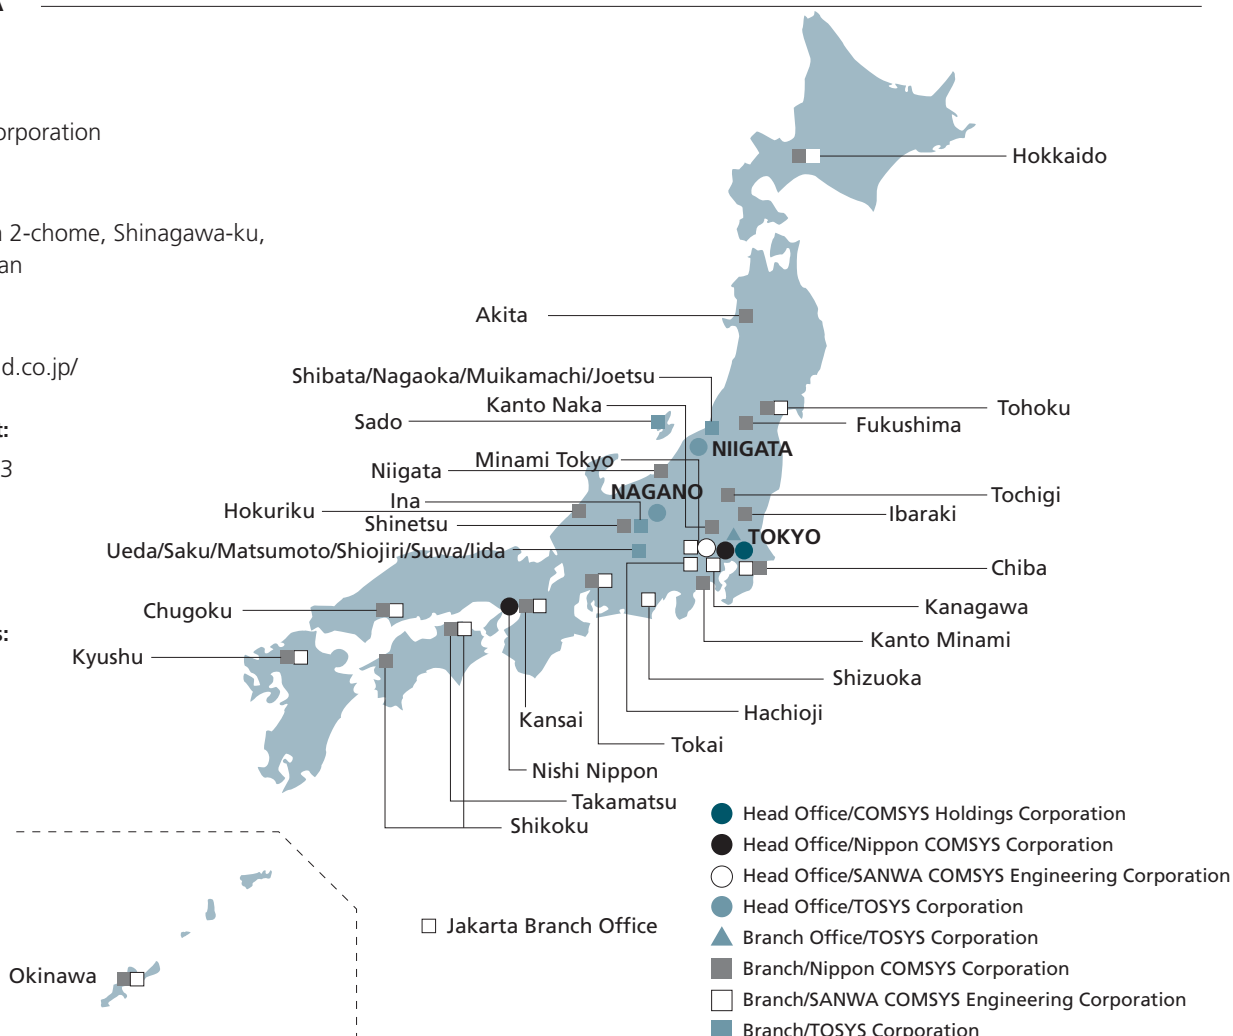 A
orporation
Hokkaido
2-chome, Shinagawa-ku,
an
Akita
d.co.jp/
Shibata/Nagaoka/Muikamachi/Joetsu
Kanto Naka
Sado
Tohoku
Fukushima
t:
NIIGATA
3
Minami Tokyo
Niigata
NAGANO
Tochigi
Ina
Hokuriku
Ibaraki
Shinetsu
TOKYO
Ueda/Saku/Matsumoto/Shiojiri/Suwa/Iida
Chiba
Chugoku
Kanagawa
s:
Kanto Minami
Kyushu
Shizuoka
Hachioji
Kansai
Tokai
Nishi Nippon
Takamatsu
Shikoku
Head Office/COMSYS Holdings Corporation
Head Office/Nippon COMSYS Corporation
Head Office/SANWA COMSYS Engineering Corporation
Head Office/TOSYS Corporation
Jakarta Branch Office
Branch Office/TOSYS Corporation
Branch/Nippon COMSYS Corporation
Okinawa
Branch/SANWA COMSYS Engineering Corporation
Branch/TOSYS Corporation